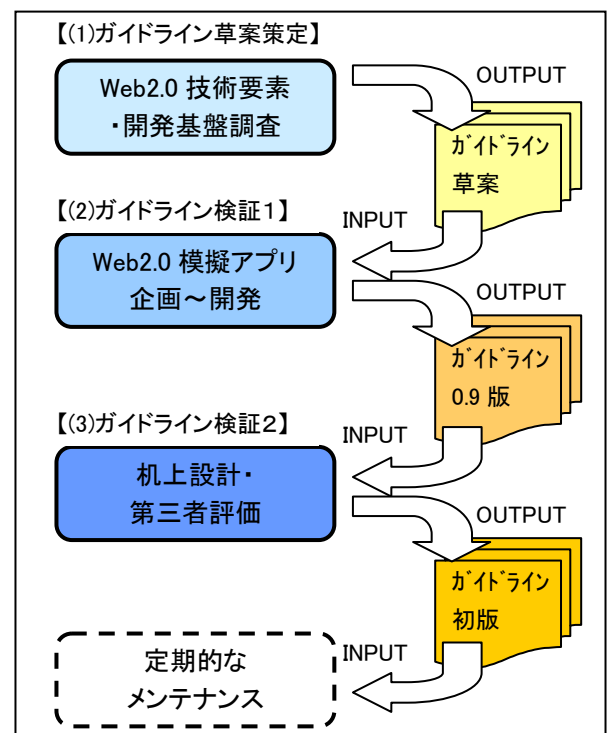 【(1)ガイドライン草案策定】
Web2.0 技術要素
・開発基盤調査
OUTPUT
ｶﾞｲﾄﾞﾗｲﾝ
草案
【(2)ガイドライン検証１】
INPUT
Web2.0 模擬アプリ
企画～開発
OUTPUT
ｶﾞｲﾄﾞﾗｲﾝ
0.9 版
【(3)ガイドライン検証２】
INPUT
机上設計・
第三者評価
OUTPUT
ｶﾞｲﾄﾞﾗｲﾝ
初版
INPUT
定期的な
メンテナンス